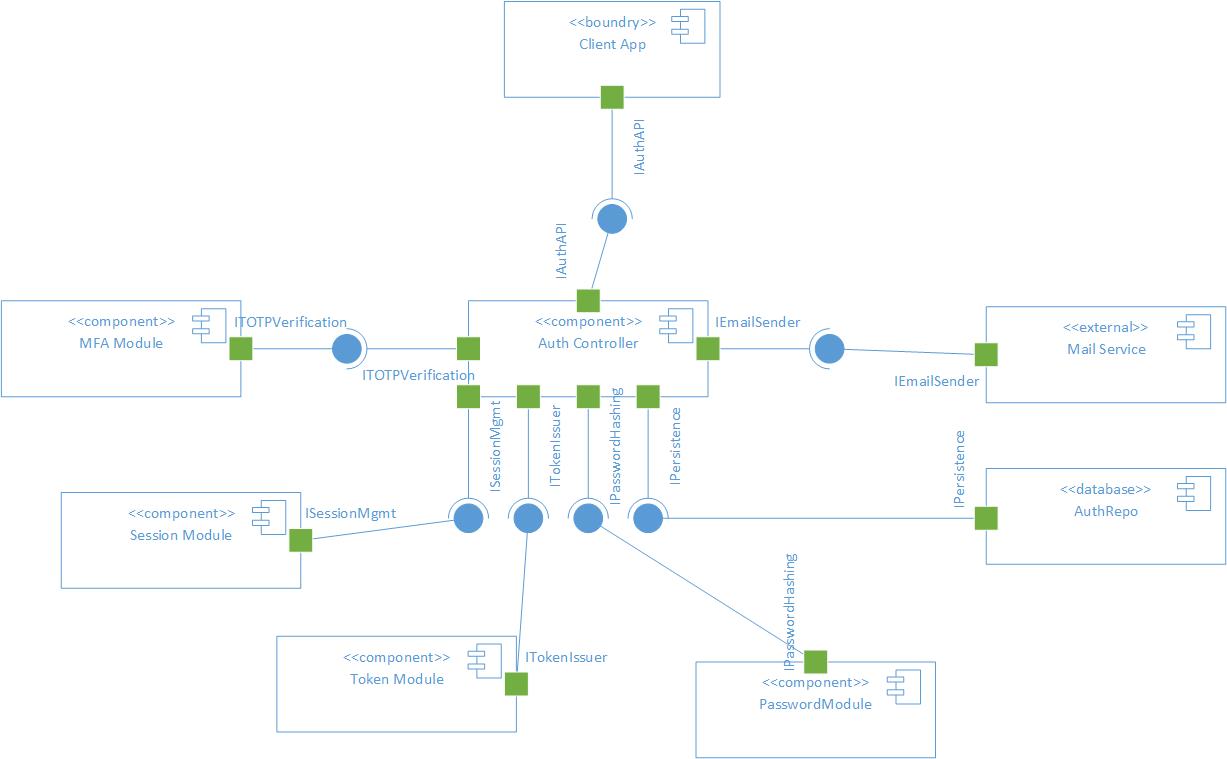 <<boundry>>
Client App
IAuthAPI
IAuthAPI
<<component>>
MFA Module
ITOTPVerification
ITOTPVerification
<<component>>
Auth Controller
IEmailSender
<<external>>
Mail Service
IEmailSender
ISessionMgmt
ITokenIssuer
IPasswordHashing
IPersistence
IPersistence
<<database>>
AuthRepo
<<component>>
Session Module
ISessionMgmt
<<component>>
Token Module
ITokenIssuer
IPasswordHashing
<<component>>
PasswordModule